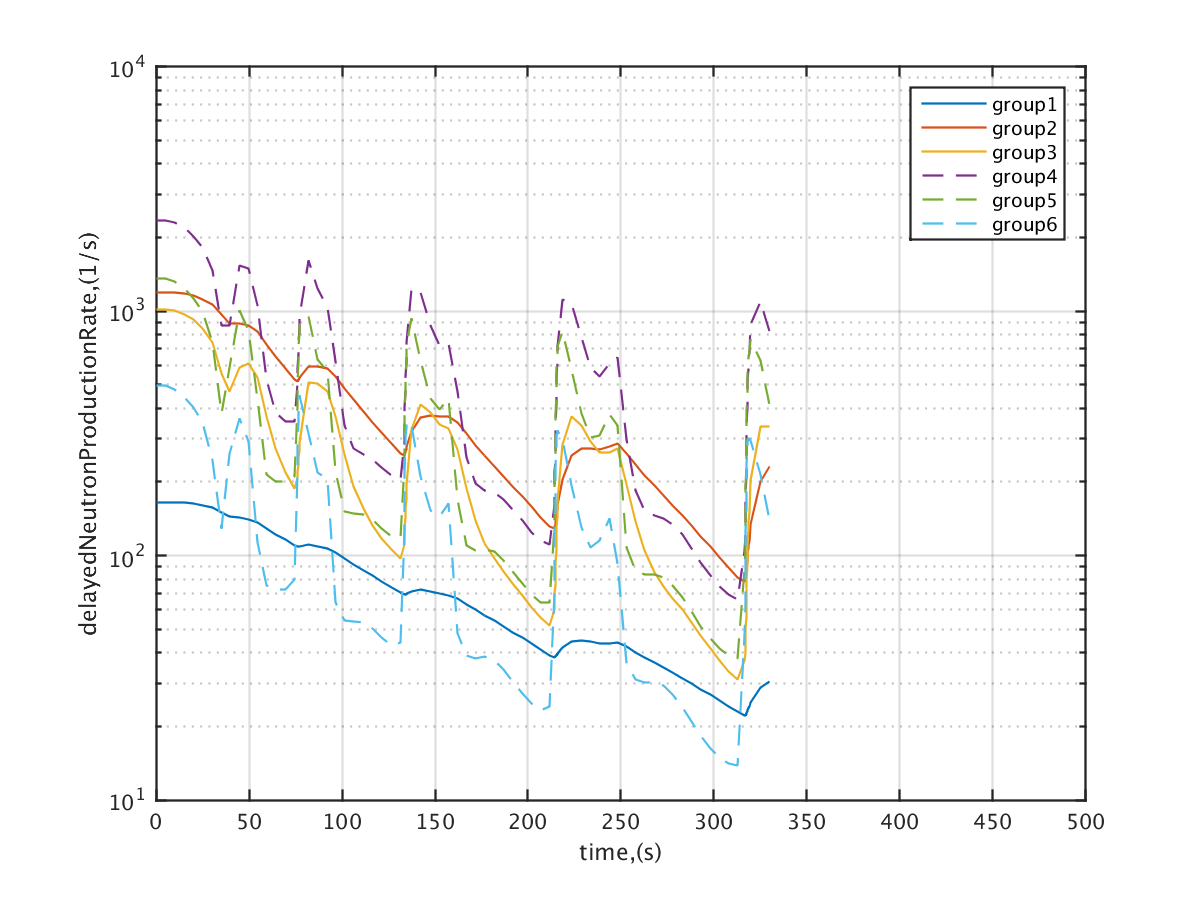 10^4
10^3
10^2
10^1
delayedNeutronProductionRate,(1/s)
group1
group2
group3
group4
group5
group6
0 50 100 150 200 250 300 350 400 450 500
time,(s)